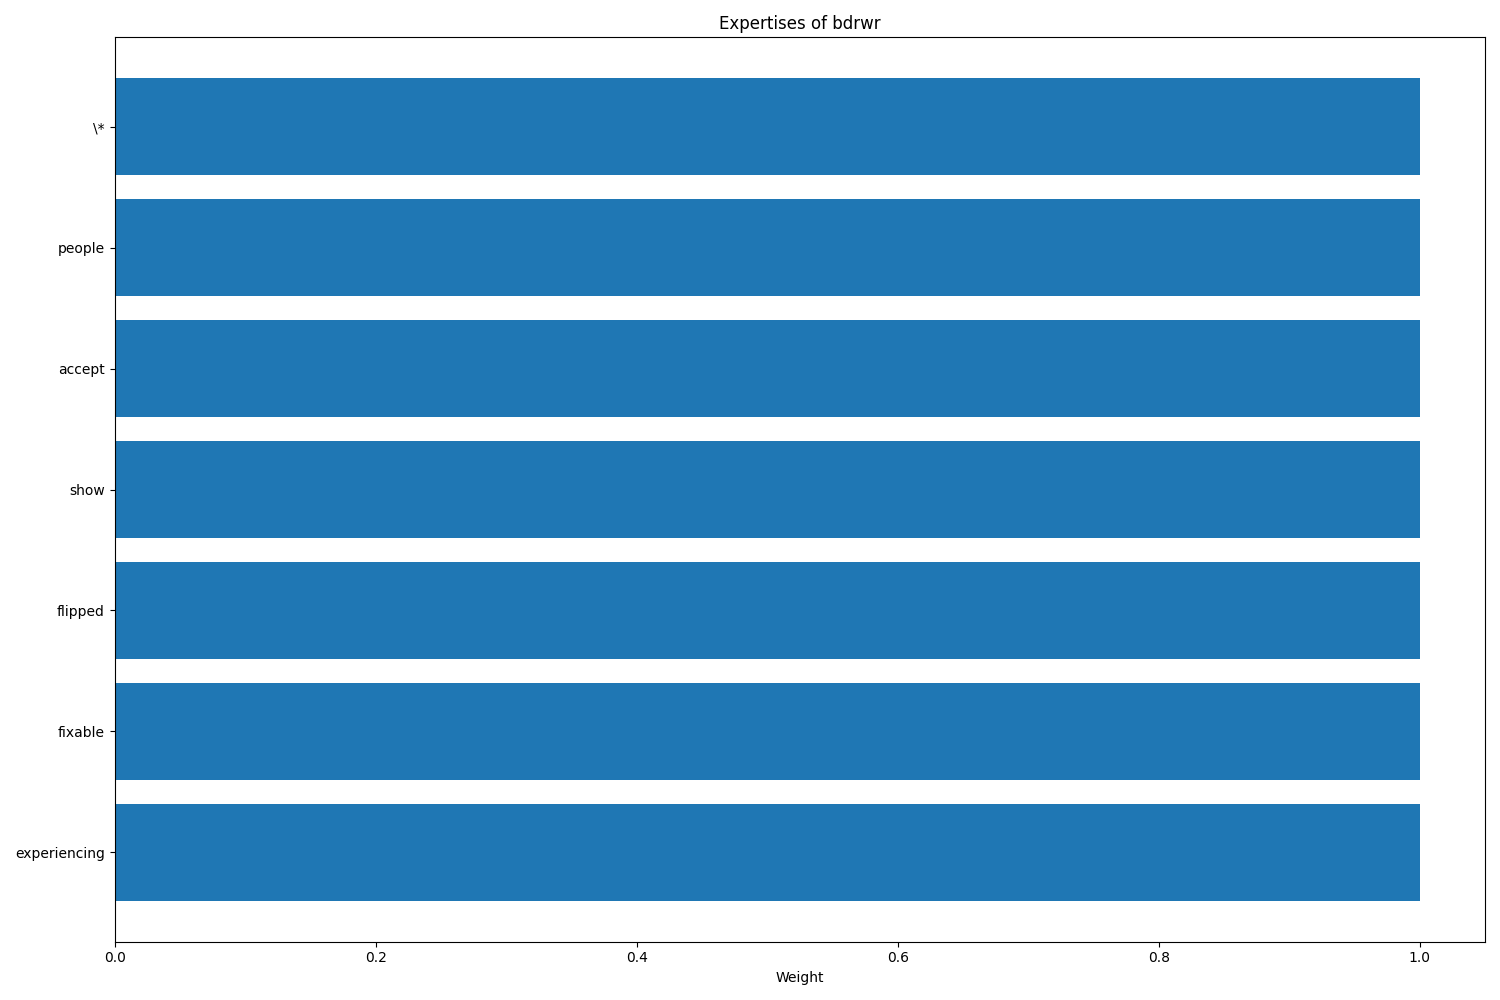 Expertises of bdrwr
\*
people
accept
show
flipped
fixable
experiencing
0.0 0.2 0.4 0.6 0.8 1.0
Weight